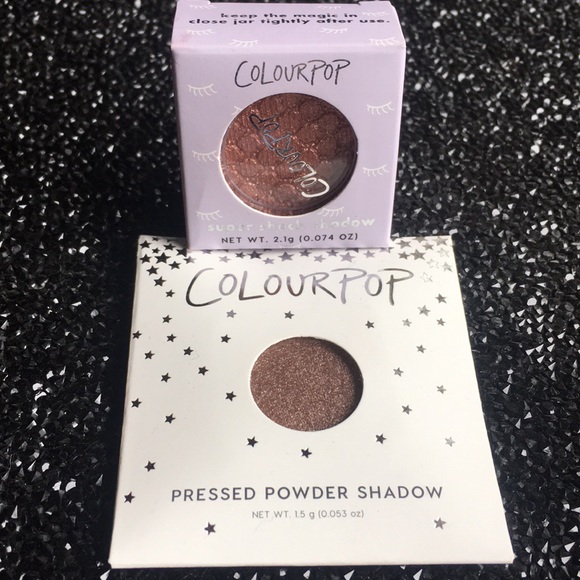 keep the magic in
close jar tightly after use.
COLOURPOP
COLOURPOP
super shock shadow
NET WT. 2.1g (0.074 OZ)
COLOURPOP
PRESSED POWDER SHADOW
NET WT. 1.5 g (0.053 oz)